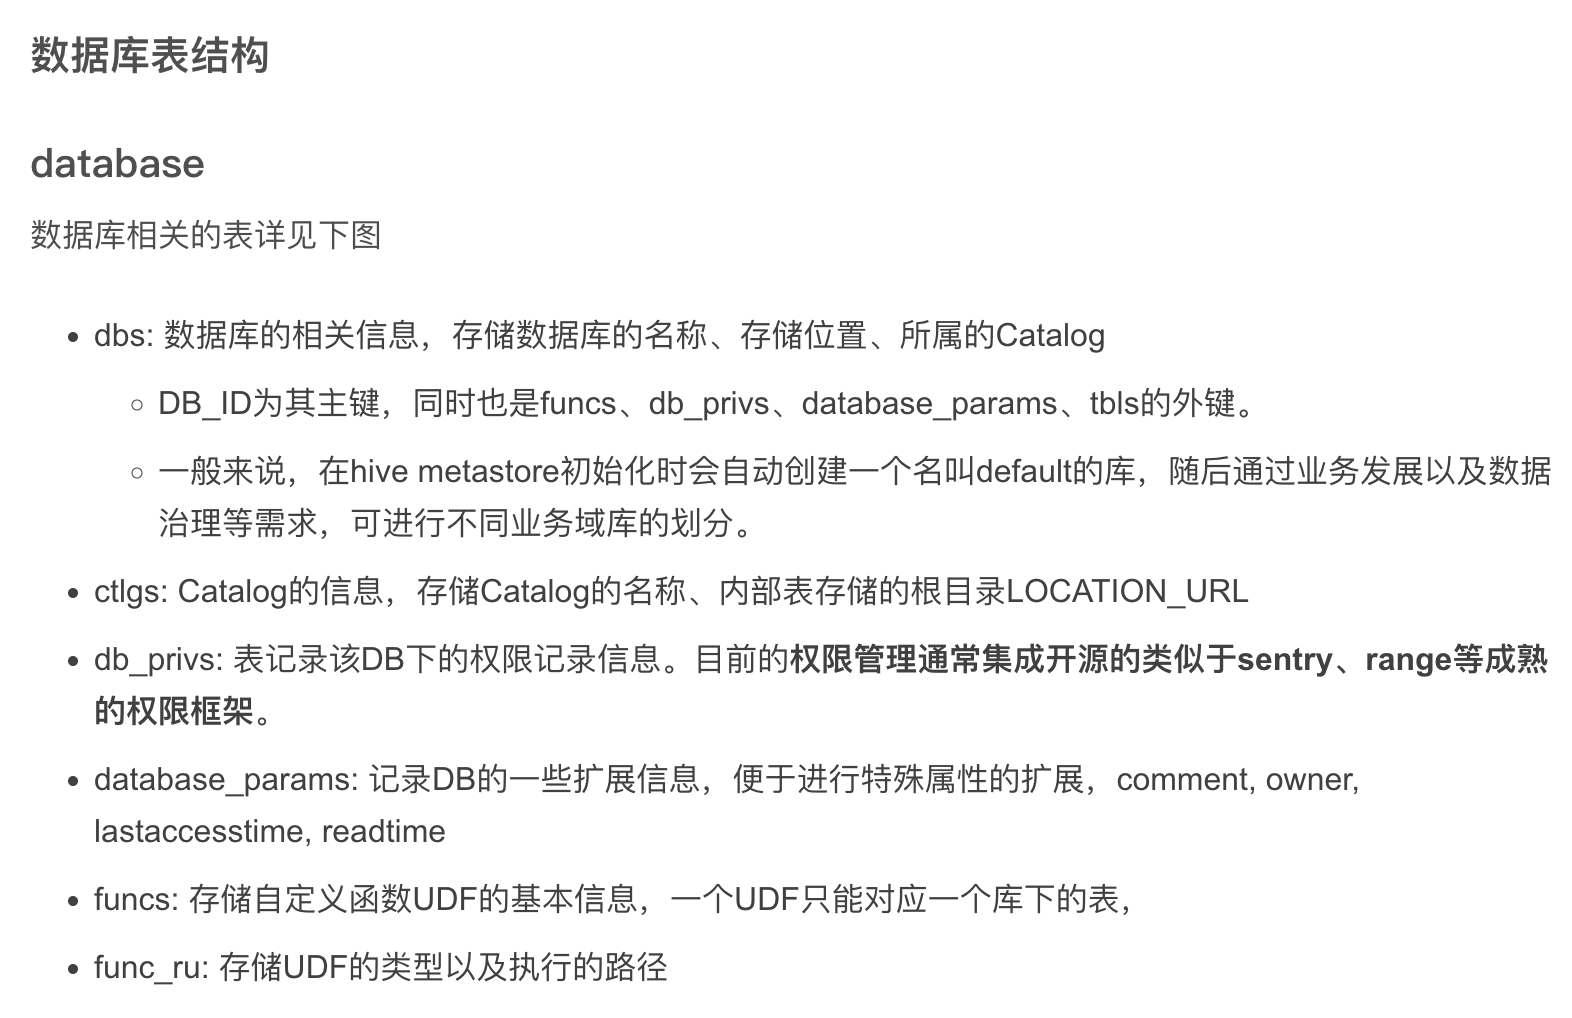 数据库表结构
database
数据库相关的表详见下图
• dbs: 数据库的相关信息，存储数据库的名称、存储位置、所属的Catalog
◦ DB_ID为其主键，同时也是funcs、db_privs、database_params、tbls的外键。
◦ 一般来说，在hive metastore初始化时会自动创建一个名叫default的库，随后通过业务发展以及数据
治理等需求，可进行不同业务域库的划分。
• ctlgs: Catalog的信息，存储Catalog的名称、内部表存储的根目录LOCATION_URL
• db_privs: 表记录该DB下的权限记录信息。目前的权限管理通常集成开源的类似于sentry、range等成熟
的权限框架。
• database_params: 记录DB的一些扩展信息，便于进行特殊属性的扩展，comment, owner,
lastaccesstime, readtime
• funcs: 存储自定义函数UDF的基本信息，一个UDF只能对应一个库下的表，
• func_ru: 存储UDF的类型以及执行的路径